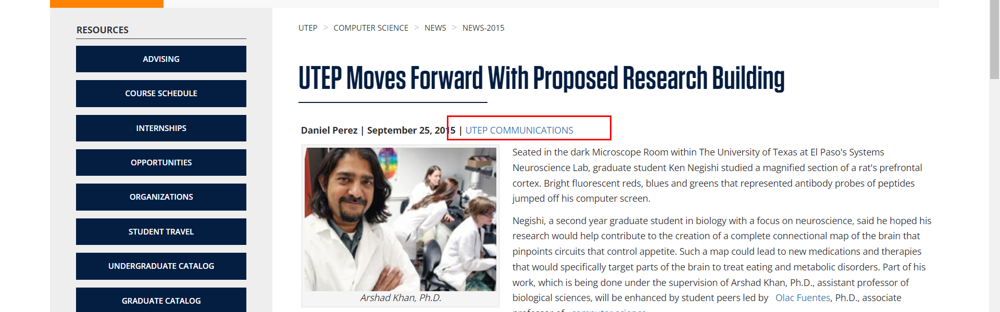 RESOURCES
ADVISING
COURSE SCHEDULE
INTERNSHIPS
OPPORTUNITIES
ORGANIZATIONS
STUDENT TRAVEL
UNDERGRADUATE CATALOG
GRADUATE CATALOG
UTEP > COMPUTER SCIENCE > NEWS > NEWS-2015
UTEP Moves Forward With Proposed Research Building
Daniel Perez | September 25, 2015 | UTEP COMMUNICATIONS
Arshad Khan, Ph.D.
Seated in the dark Microscope Room within The University of Texas at El Paso's Systems
Neuroscience Lab, graduate student Ken Negishi studied a magnified section of a rat's prefrontal
cortex. Bright fluorescent reds, blues and greens that represented antibody probes of peptides
jumped off his computer screen.
Negishi, a second year graduate student in biology with a focus on neuroscience, said he hoped his
research would help contribute to the creation of a complete connectional map of the brain that
pinpoints circuits that control appetite. Such a map could lead to new medications and therapies
that would specifically target parts of the brain to treat eating and metabolic disorders. Part of his
work, which is being done under the supervision of Arshad Khan, Ph.D., assistant professor of
biological sciences, will be enhanced by student peers led by Olac Fuentes, Ph.D., associate
professor of computer science